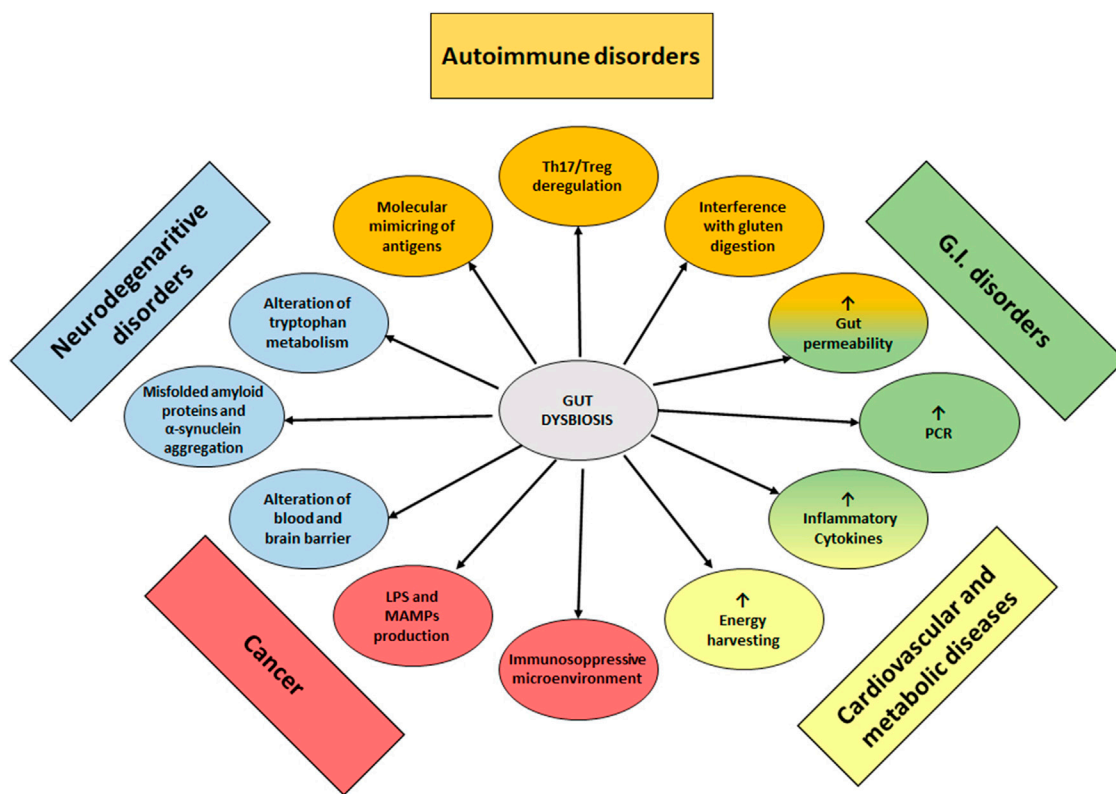 Autoimmune disorders
Th17/Treg
deregulation
Molecular
mimicring of
antigens
Interference
with gluten
digestion
Neurodegenaritive
disorders
G.I. disorders
Alteration of
tryptophan
metabolism
↑
Gut
permeability
GUT
DYSBIOSIS
Misfolded amyloid
proteins and
α-synuclein
aggregation
↑
PCR
Alteration of
blood and
brain barrier
↑
Inflammatory
Cytokines
LPS and
MAMPs
production
Immunosoppressive
microenvironment
↑
Energy
harvesting
Cancer
Cardiovascular and
metabolic diseases